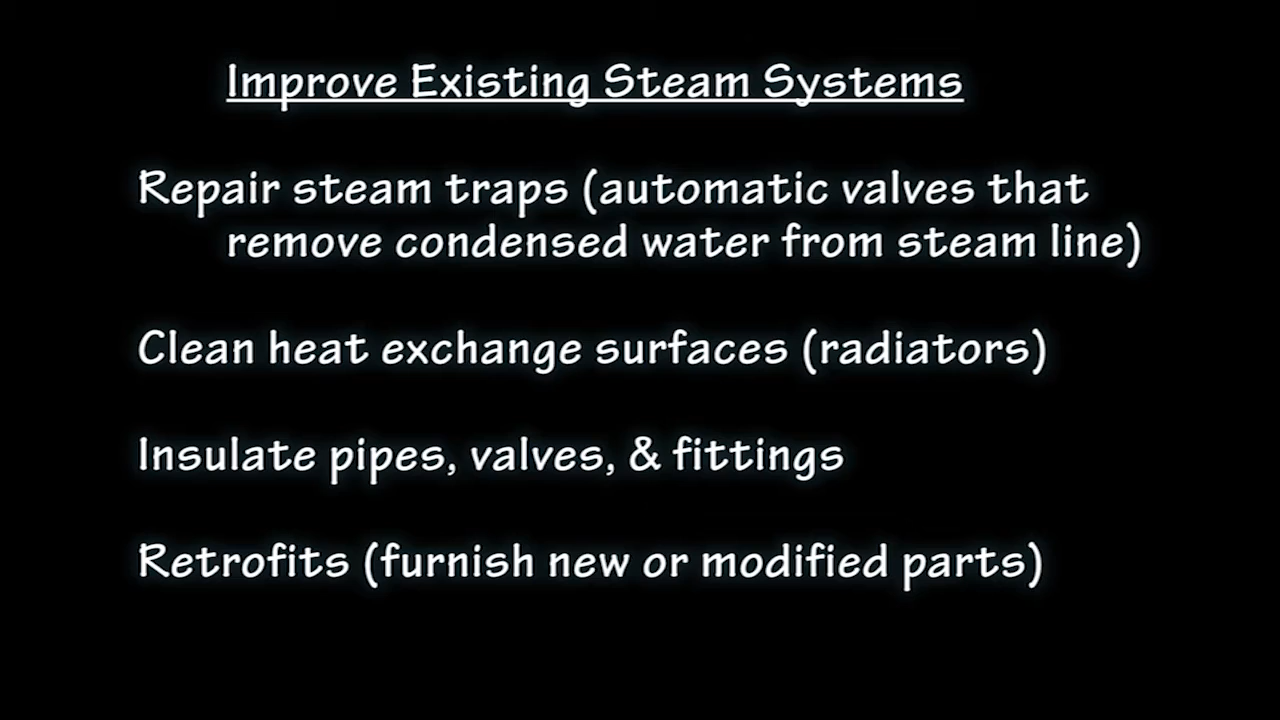 Improve Existing Steam Systems
Repair steam traps (automatic valves that
remove condensed water from steam line)
Clean heat exchange surfaces (radiators)
Insulate pipes, valves, & fittings
Retrofits (furnish new or modified parts)